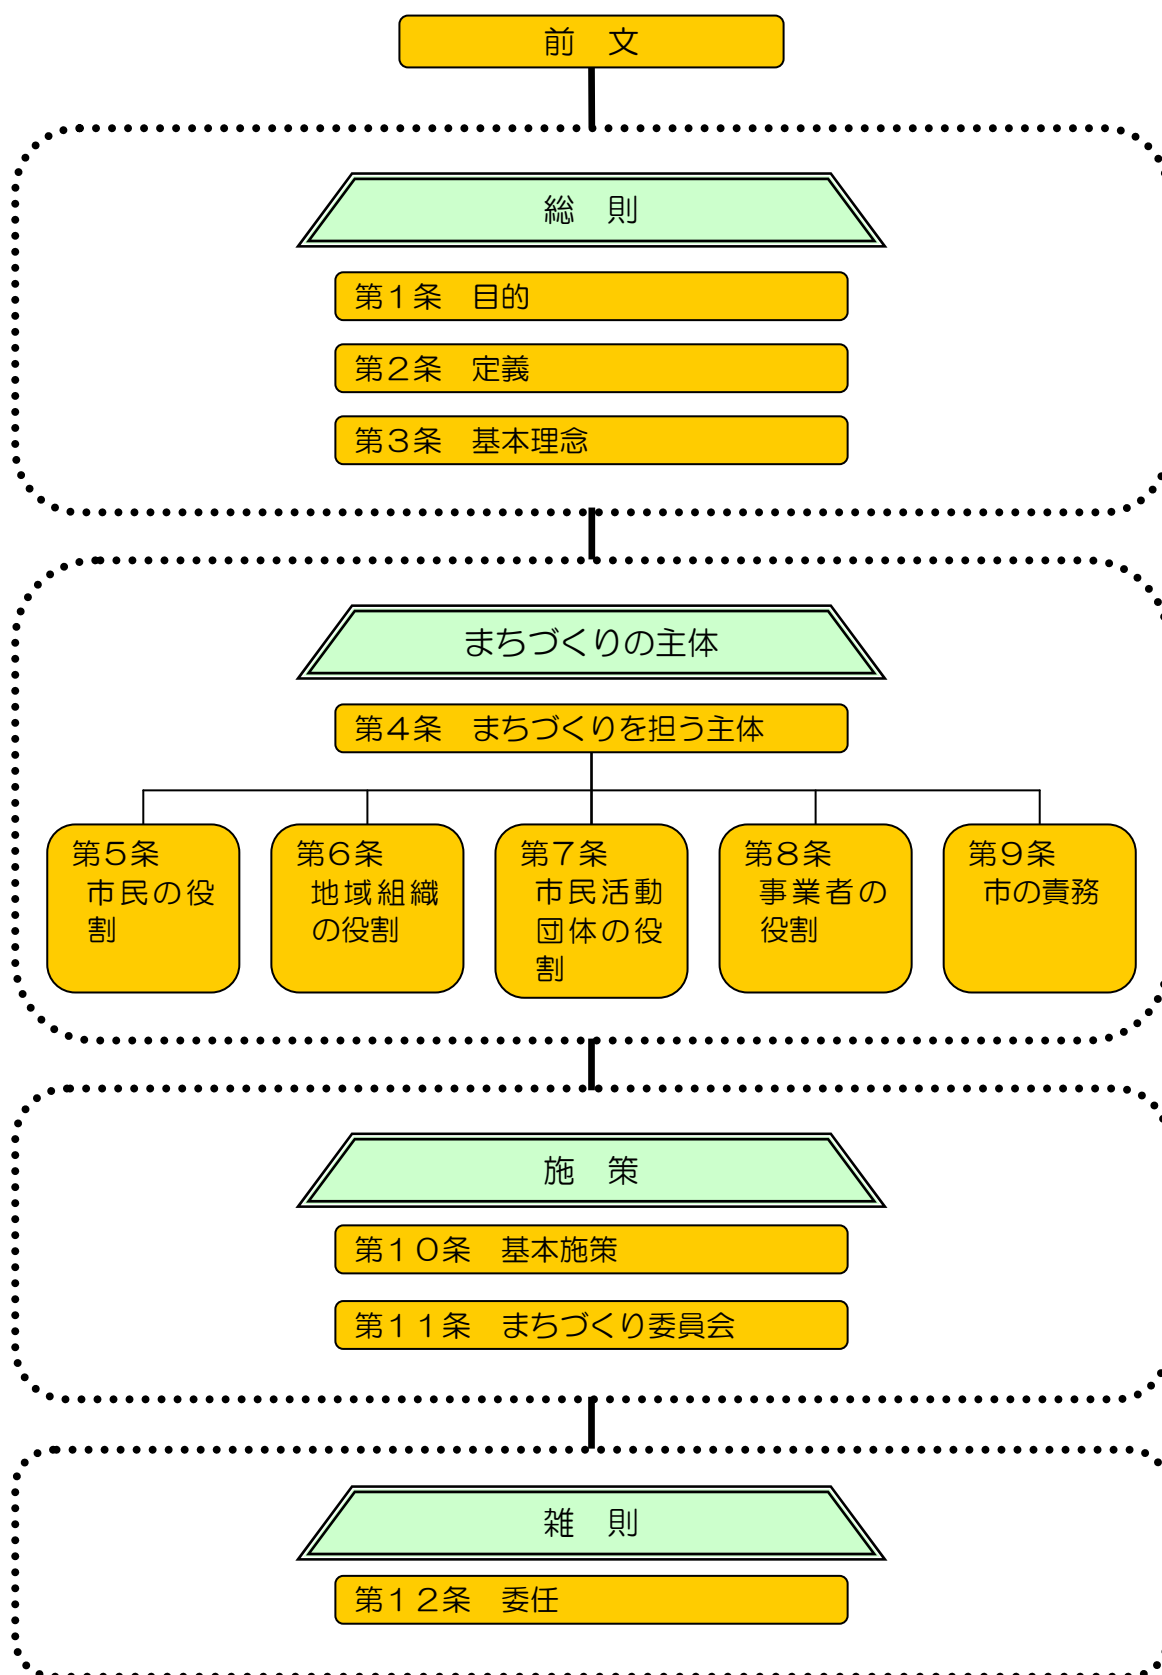 前　文
総　則
第１条　目的
第２条　定義
第３条　基本理念
まちづくりの主体
第４条　まちづくりを担う主体
第５条
市民の役
割
第６条
地域組織
の役割
第７条
市民活動
団体の役
割
第８条
事業者の
役割
第９条
市の責務
施　策
第１０条　基本施策
第１１条　まちづくり委員会
雑　則
第１２条　委任